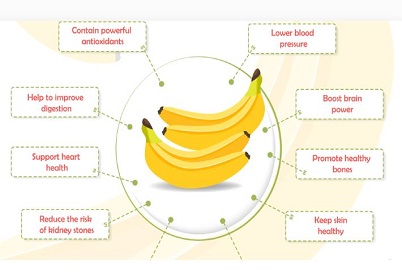 Contain powerful
antioxidants
Lower blood
pressure
Help to improve
digestion
Boost brain
power
Support heart
health
Promote healthy
bones
Reduce the risk
of kidney stones
Keep skin
healthy